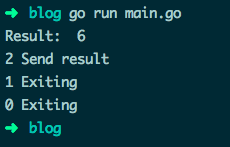 ➜ blog go run main.go
Result:  6
2 Send result
1 Exiting
0 Exiting
➜ blog